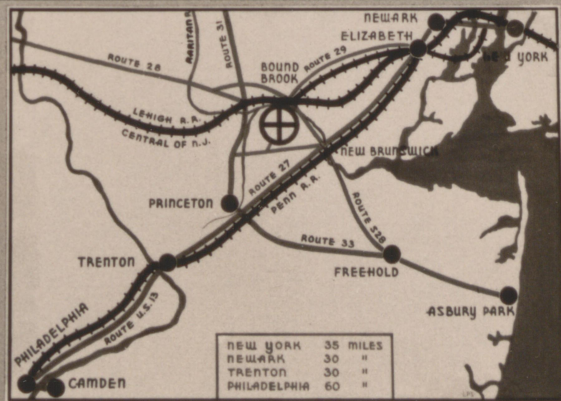 NEWARK
ELIZABETH
NEW YORK
RARITAN R.
ROUTE 31
ROUTE 28
BOUND
BROOK
ROUTE 29
LEHIGH R.R.
CENTRAL OF N.J.
NEW BRUNSWICK
ROUTE 27
PENN R.R.
PRINCETON
ROUTE S28
ROUTE 33
TRENTON
FREEHOLD
ASBURY PARK
PHILADELPHIA
ROUTE U.S. 13
CAMDEN
NEW YORK 35 MILES
NEWARK 30 "
TRENTON 30 "
PHILADELPHIA 60 "